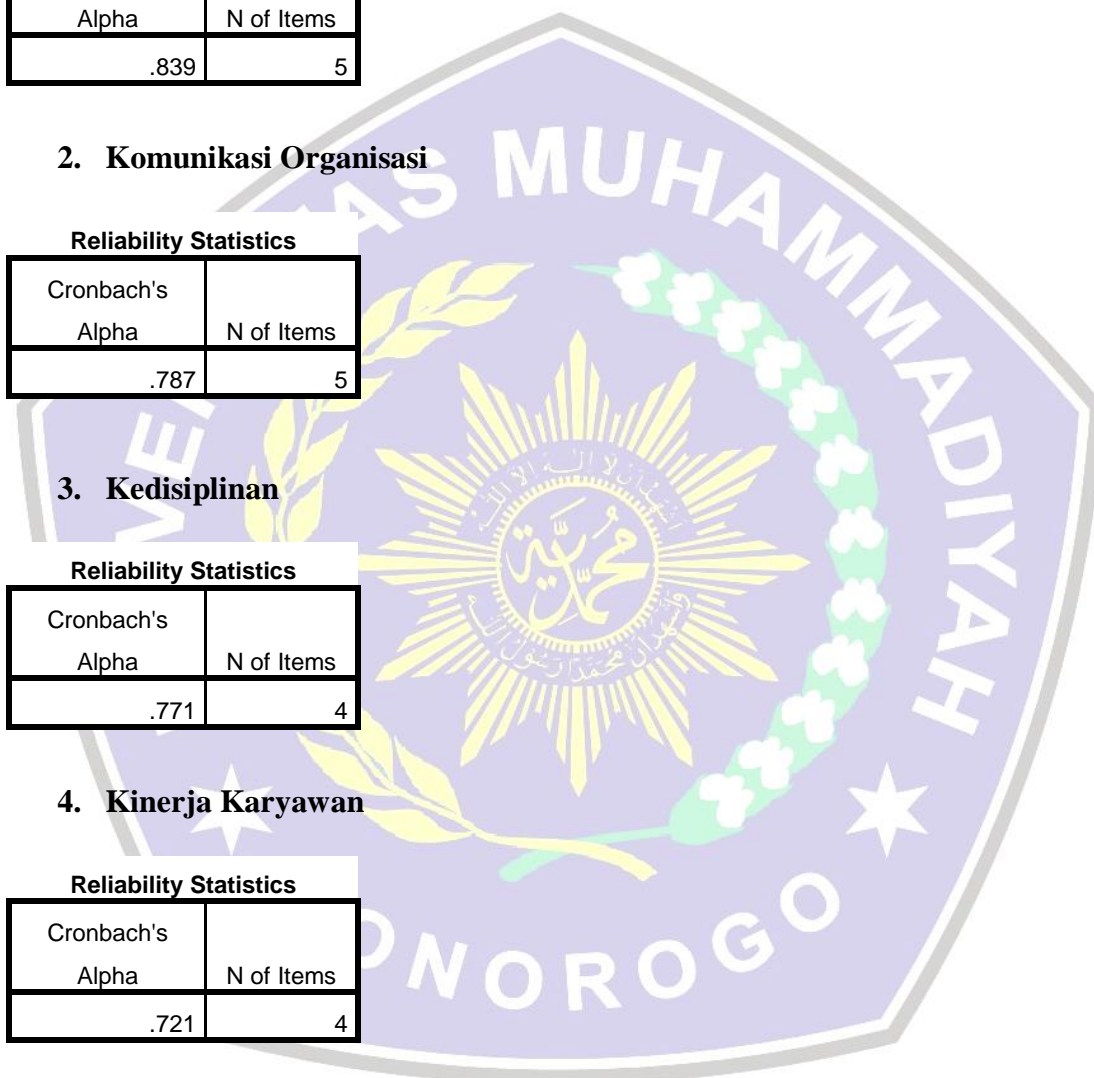 Alpha N of Items
.839 5
2. Komunikasi Organisasi
Reliability Statistics
Cronbach's
Alpha N of Items
.787 5
3. Kedisiplinan
Reliability Statistics
Cronbach's
Alpha N of Items
.771 4
4. Kinerja Karyawan
Reliability Statistics
Cronbach's
Alpha N of Items
.721 4
MUHAMMADIYAH
محمدية